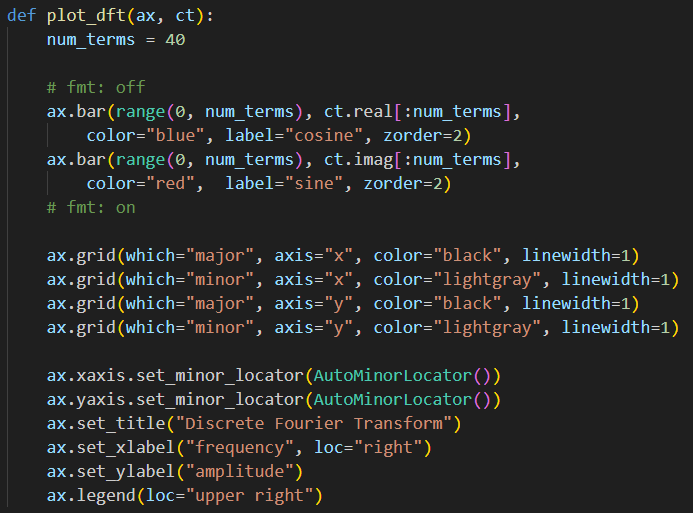 def plot_dft(ax, ct):
    num_terms = 40

    # fmt: off
    ax.bar(range(0, num_terms), ct.real[:num_terms],
        color="blue", label="cosine", zorder=2)
    ax.bar(range(0, num_terms), ct.imag[:num_terms],
        color="red",  label="sine", zorder=2)
    # fmt: on

    ax.grid(which="major", axis="x", color="black", linewidth=1)
    ax.grid(which="minor", axis="x", color="lightgray", linewidth=1)
    ax.grid(which="major", axis="y", color="black", linewidth=1)
    ax.grid(which="minor", axis="y", color="lightgray", linewidth=1)

    ax.xaxis.set_minor_locator(AutoMinorLocator())
    ax.yaxis.set_minor_locator(AutoMinorLocator())
    ax.set_title("Discrete Fourier Transform")
    ax.set_xlabel("frequency", loc="right")
    ax.set_ylabel("amplitude")
    ax.legend(loc="upper right")